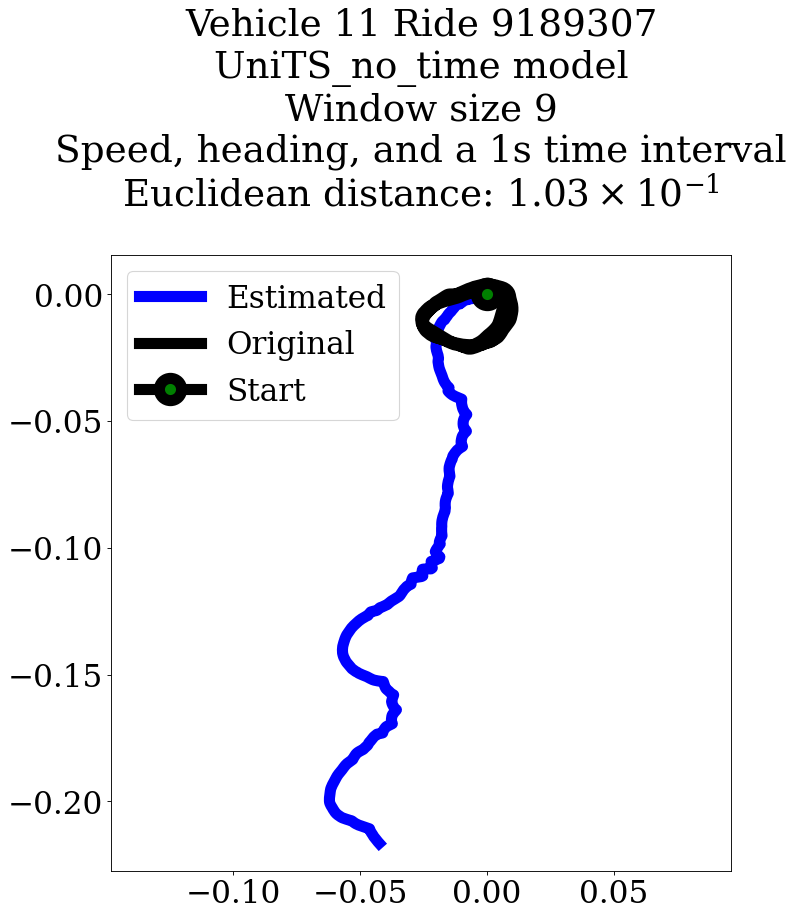 Vehicle 11 Ride 9189307
UniTS_no_time model
Window size 9
Speed, heading, and a 1s time interval
Euclidean distance: 1.03 × 10⁻¹
Estimated
Original
Start
0.00
−0.05
−0.10
−0.15
−0.20
−0.10 −0.05 0.00 0.05